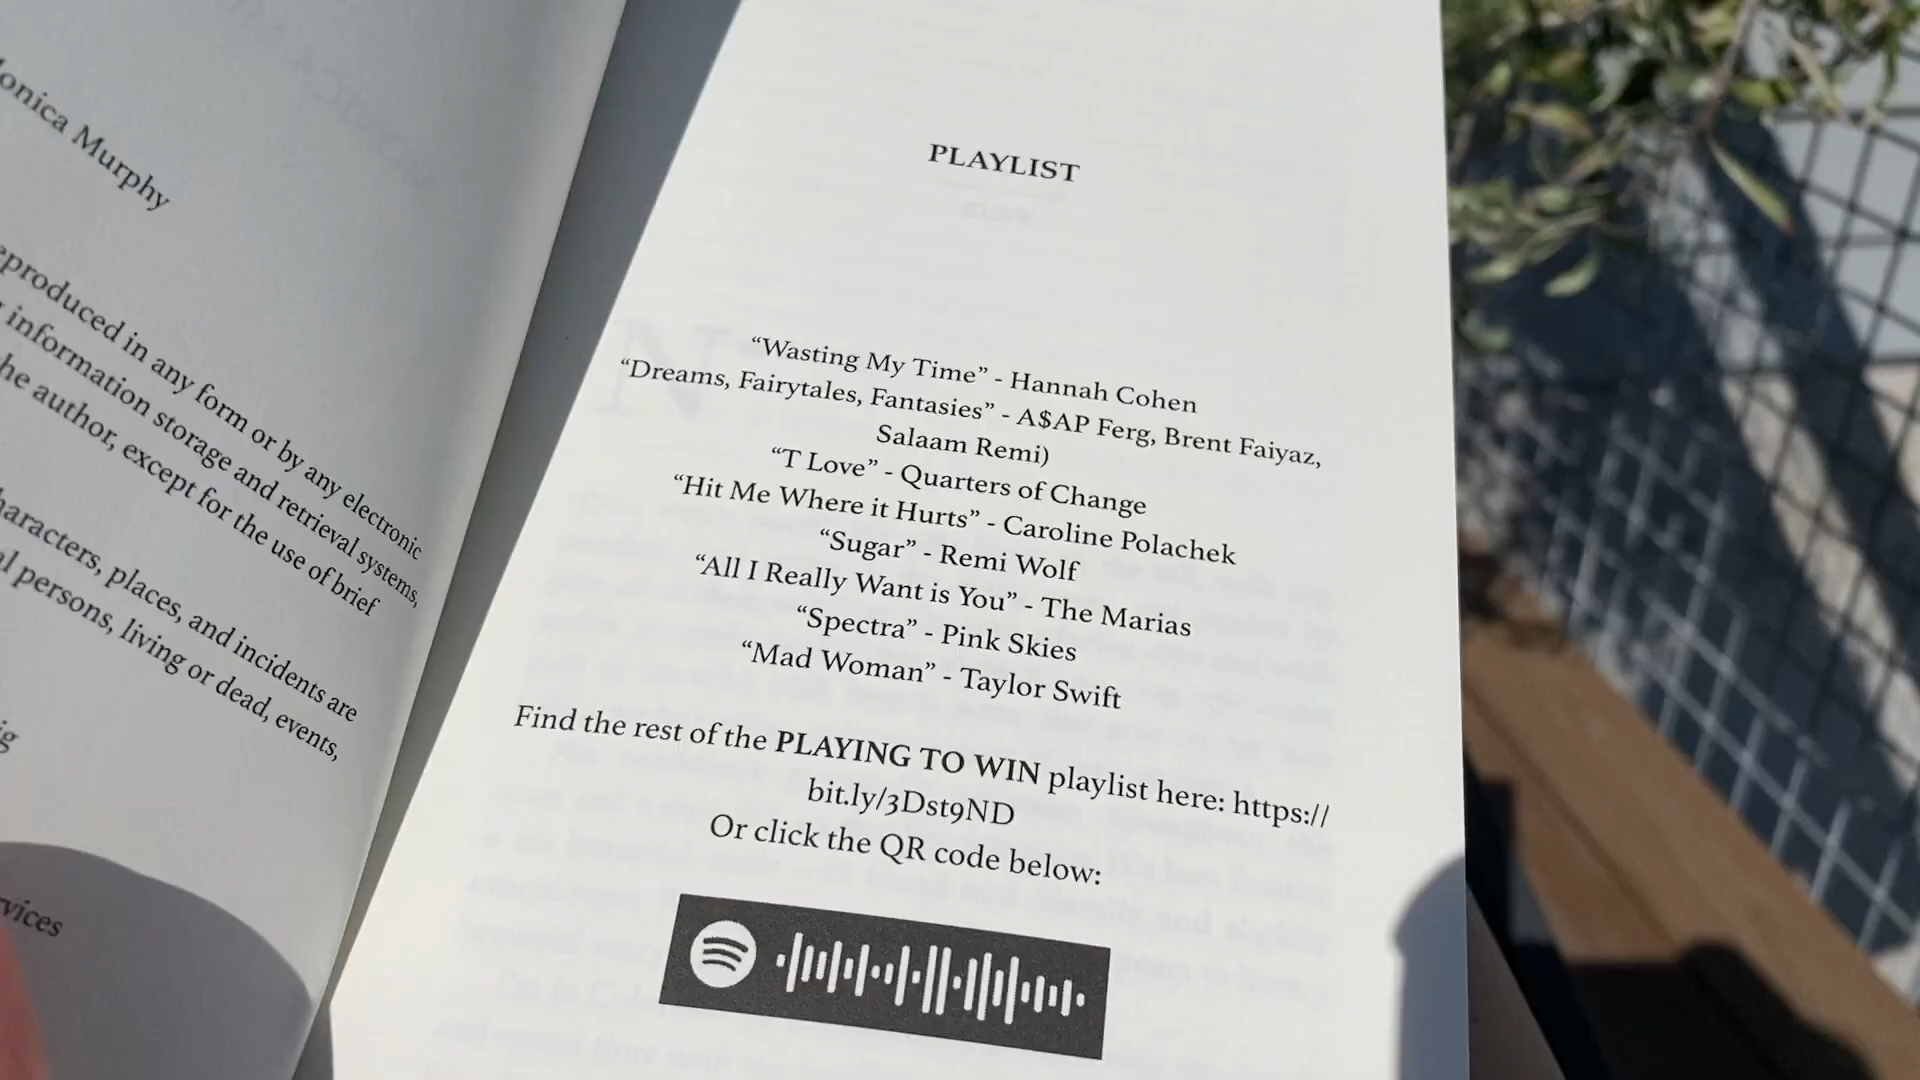 onica Murphy
eproduced in any form or by any electronic
information storage and retrieval systems,
he author, except for the use of brief
haracters, places, and incidents are
al persons, living or dead, events,
ig
vices
PLAYLIST
“Wasting My Time” - Hannah Cohen
“Dreams, Fairytales, Fantasies” - A$AP Ferg, Brent Faiyaz,
Salaam Remi)
“T Love” - Quarters of Change
“Hit Me Where it Hurts” - Caroline Polachek
“Sugar” - Remi Wolf
“All I Really Want is You” - The Marias
“Spectra” - Pink Skies
“Mad Woman” - Taylor Swift
Find the rest of the PLAYING TO WIN playlist here: https://
bit.ly/3Dst9ND
Or click the QR code below: